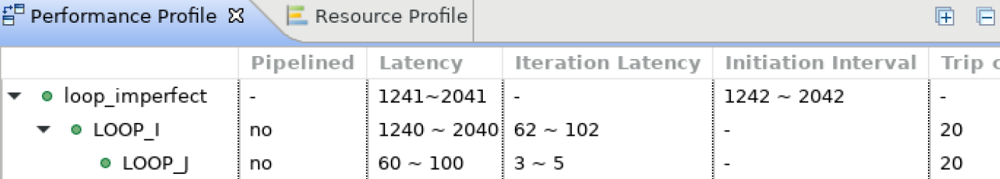 Performance Profile Resource Profile
Pipelined Latency Iteration Latency Initiation Interval Trip c
loop_imperfect - 1241~2041 - 1242 ~ 2042 -
LOOP_I no 1240 ~ 2040 62 ~ 102 - 20
LOOP_J no 60 ~ 100 3 ~ 5 - 20